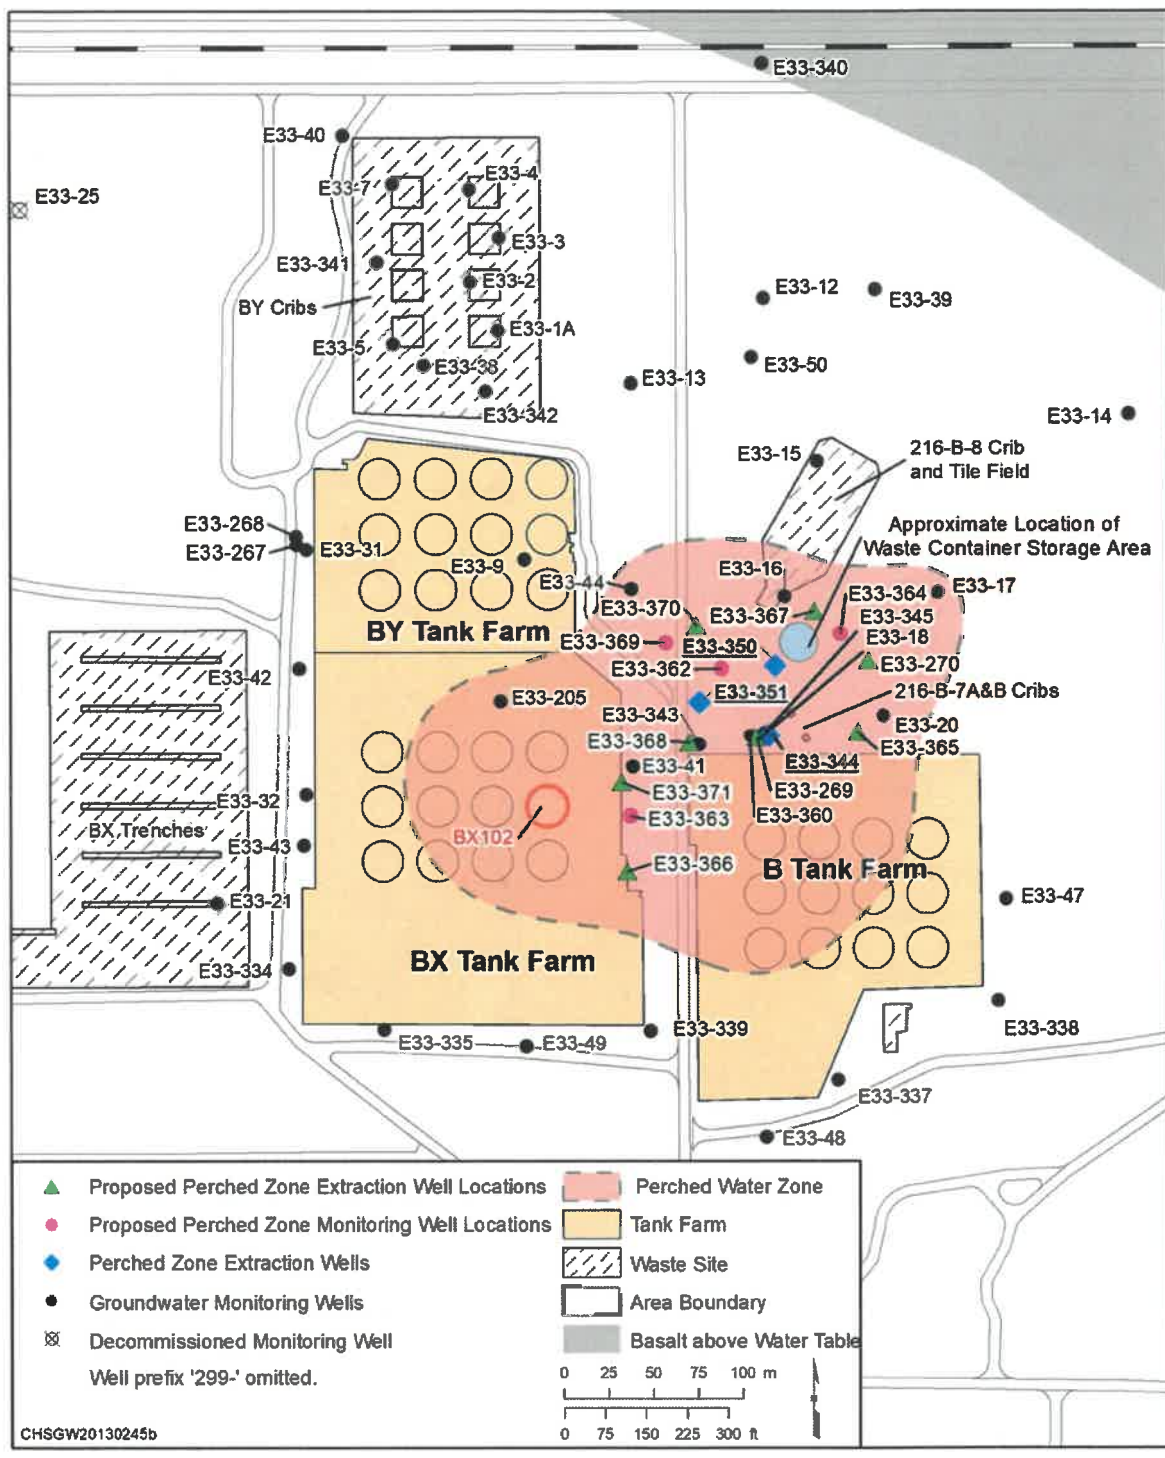 E33-340
E33-40
E33-25
E33-7
E33-4
E33-3
E33-341
E33-2
BY Cribs
E33-1A
E33-5
E33-38
E33-342
E33-12
E33-39
E33-50
E33-13
E33-14
E33-15
216-B-8 Crib
and Tile Field
Approximate Location of
Waste Container Storage Area
E33-268
E33-267
E33-31
E33-9
E33-44
E33-16
E33-17
E33-370
E33-367
E33-364
E33-345
E33-18
BY Tank Farm
E33-369
E33-350
E33-362
E33-270
E33-42
E33-205
E33-351
216-B-7A&B Cribs
E33-343
E33-20
E33-368
E33-365
E33-41
E33-344
E33-371
E33-269
E33-32
E33-363
E33-360
BX Trenches
BX102
E33-43
E33-366
B Tank Farm
E33-21
E33-47
BX Tank Farm
E33-334
E33-339
E33-338
E33-335
E33-49
E33-337
E33-48
Proposed Perched Zone Extraction Well Locations
Proposed Perched Zone Monitoring Well Locations
Perched Zone Extraction Wells
Groundwater Monitoring Wells
Decommissioned Monitoring Well
Well prefix '299-' omitted.
CHSGW20130245b
Perched Water Zone
Tank Farm
Waste Site
Area Boundary
Basalt above Water Table
0 25 50 75 100 m
0 75 150 225 300 ft